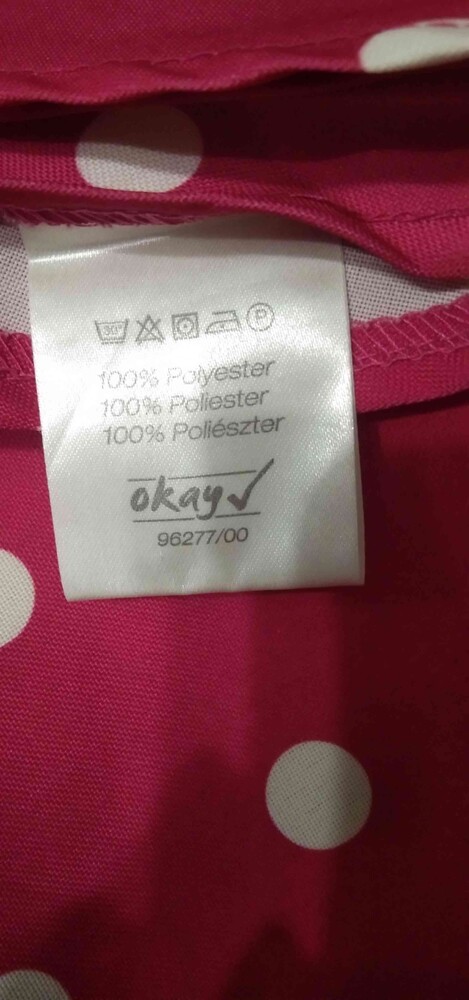 30° P
100% Polyester
100% Poliester
100% Poliészter
okay
96277/00